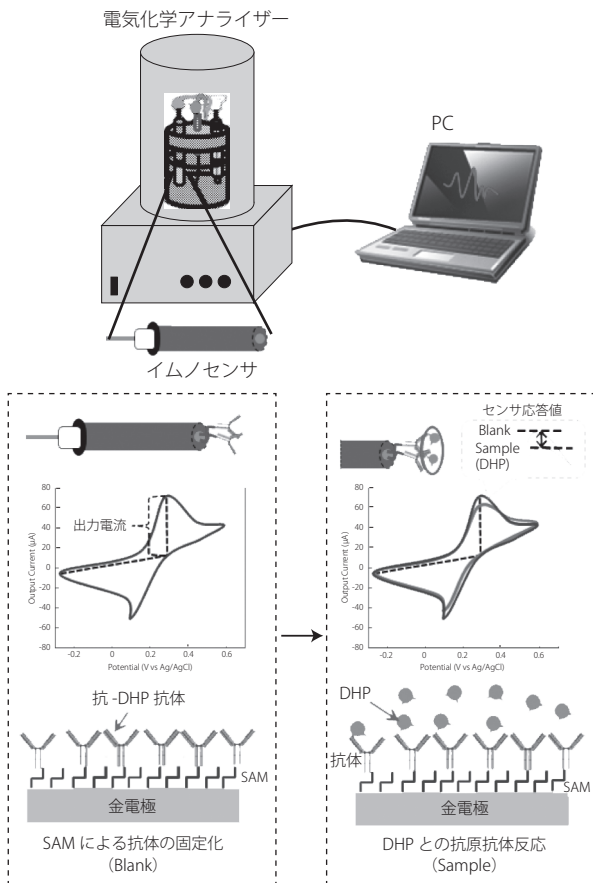 電気化学アナライザー
PC
イムノセンサ
センサ応答値
Blank
Sample
(DHP)
80
60
40
20
0
-20
-40
-60
-80
Output Current (μA)
出力電流
-0.2
0
0.2
0.4
0.6
Potential (V vs Ag/AgCl)
80
60
40
20
0
-20
-40
-60
-80
Output Current (μA)
-0.2
0
0.2
0.4
0.6
Potential (V vs Ag/AgCl)
抗 -DHP 抗体
SAM
金電極
SAM による抗体の固定化
(Blank)
DHP
抗体
SAM
金電極
DHP との抗原抗体反応
(Sample)